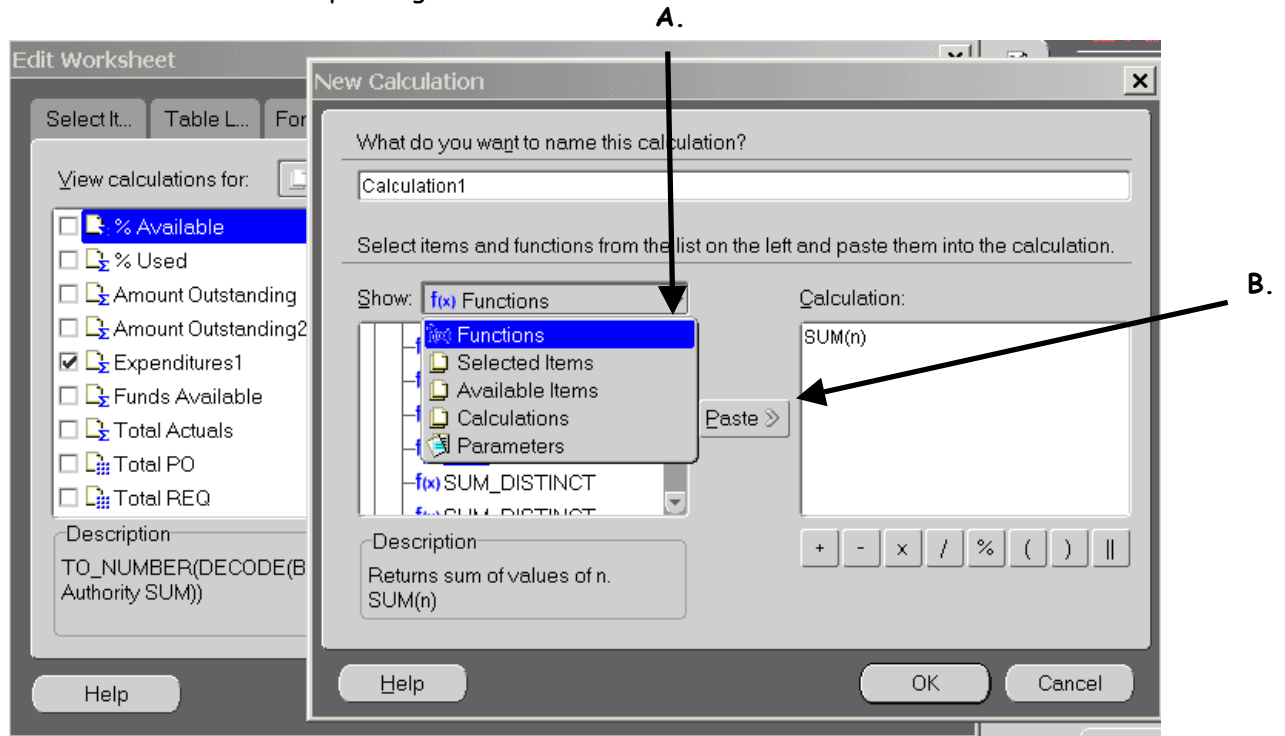 A.
Edit Worksheet
New Calculation
Select It...
Table L...
For
What do you want to name this calculation?
View calculations for:
Calculation1
% Available
% Used
Amount Outstanding
Amount Outstanding2
Expenditures1
Funds Available
Total Actuals
Total PO
Total REQ
Select items and functions from the list on the left and paste them into the calculation.
Show: f(x) Functions
Calculation:
B.
f(x) Functions
Selected Items
Available Items
Calculations
Parameters
SUM(n)
Paste
f(x) SUM_DISTINCT
f(x) SUM_DISTINCT
+ - x / % ( ) ||
Description
TO_NUMBER(DECODE(B
Authority SUM))
Description
Returns sum of values of n.
SUM(n)
Help
Help
OK
Cancel